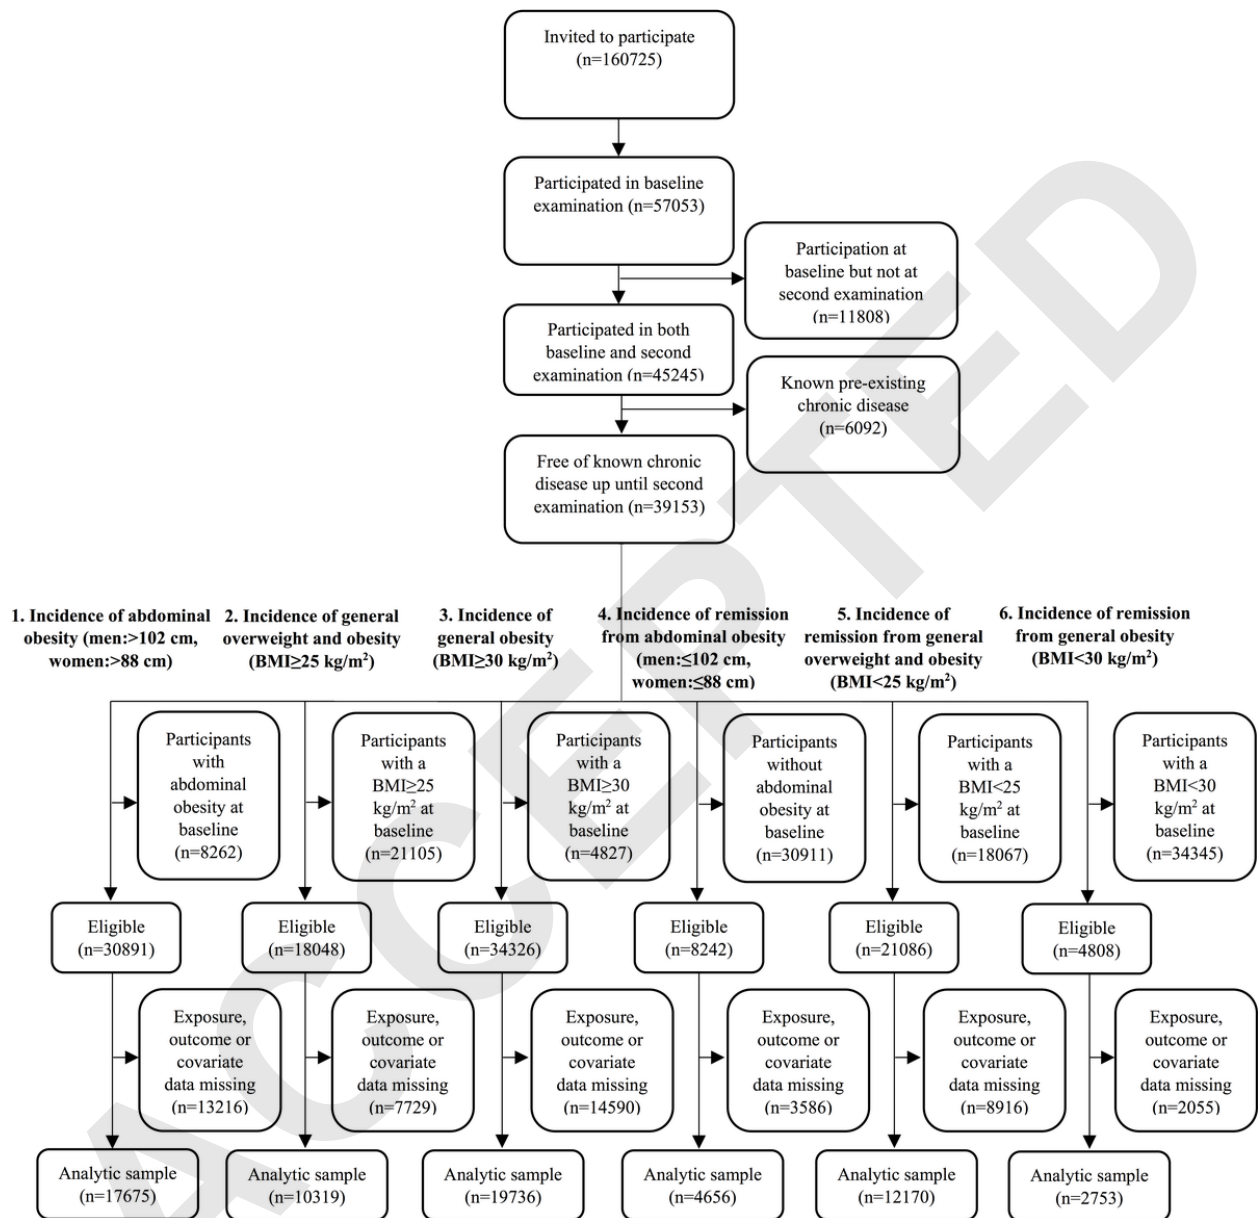 Invited to participate
(n=160725)
Participated in baseline
examination (n=57053)
Participation at
baseline but not at
second examination
(n=11808)
Participated in both
baseline and second
examination (n=45245)
Known pre-existing
chronic disease
(n=6092)
Free of known chronic
disease up until second
examination (n=39153)
1. Incidence of abdominal
obesity (men:>102 cm,
women:>88 cm)
2. Incidence of general
overweight and obesity
(BMI≥25 kg/m²)
3. Incidence of
general obesity
(BMI≥30 kg/m²)
4. Incidence of remission
from abdominal obesity
(men:≤102 cm,
women:≤88 cm)
5. Incidence of
remission from general
overweight and obesity
(BMI<25 kg/m²)
6. Incidence of remission
from general obesity
(BMI<30 kg/m²)
Participants
with
abdominal
obesity at
baseline
(n=8262)
Participants
with a
BMI≥25
kg/m² at
baseline
(n=21105)
Participants
with a
BMI≥30
kg/m² at
baseline
(n=4827)
Participants
without
abdominal
obesity at
baseline
(n=30911)
Participants
with a
BMI<25
kg/m² at
baseline
(n=18067)
Participants
with a
BMI<30
kg/m² at
baseline
(n=34345)
Eligible
(n=30891)
Eligible
(n=18048)
Eligible
(n=34326)
Eligible
(n=8242)
Eligible
(n=21086)
Eligible
(n=4808)
Exposure,
outcome or
covariate
data missing
(n=13216)
Exposure,
outcome or
covariate
data missing
(n=7729)
Exposure,
outcome or
covariate
data missing
(n=14590)
Exposure,
outcome or
covariate
data missing
(n=3586)
Exposure,
outcome or
covariate
data missing
(n=8916)
Exposure,
outcome or
covariate
data missing
(n=2055)
Analytic sample
(n=17675)
Analytic sample
(n=10319)
Analytic sample
(n=19736)
Analytic sample
(n=4656)
Analytic sample
(n=12170)
Analytic sample
(n=2753)
ACCEPTED